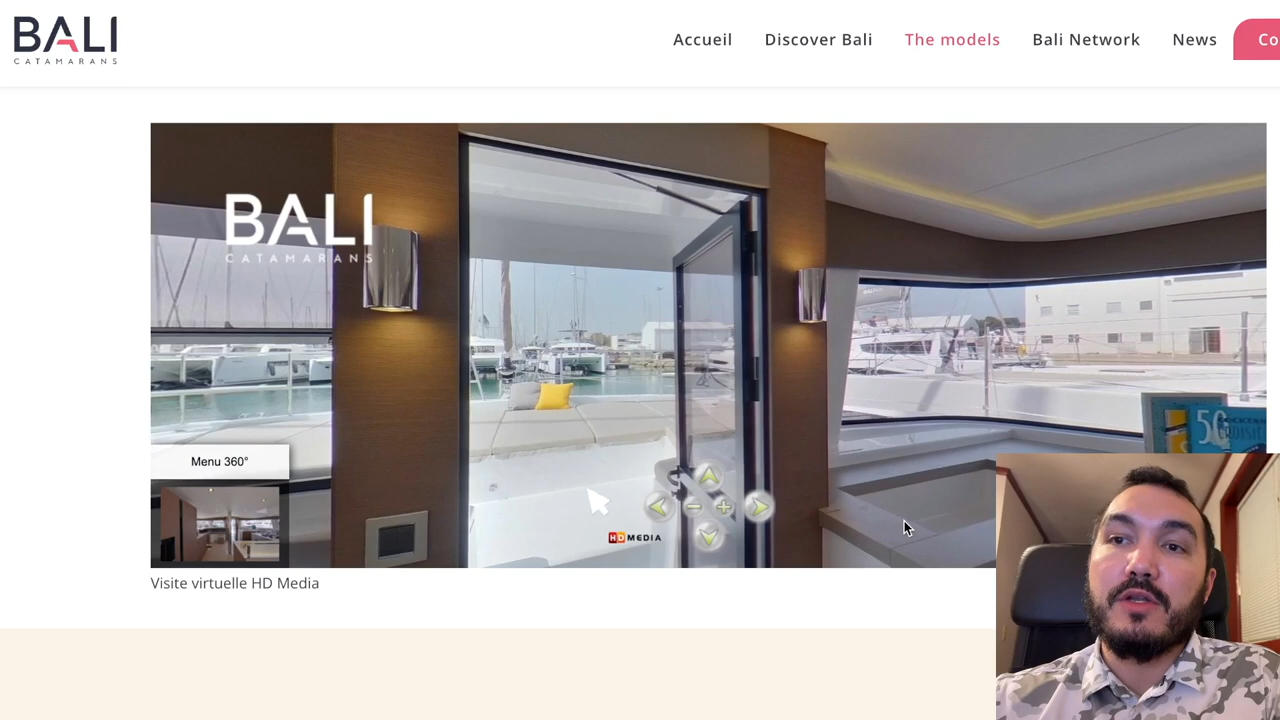 BALI
CATAMARANS
Accueil
Discover Bali
The models
Bali Network
News
Co
BALI
CATAMARANS
Menu 360°
HD MEDIA
50
Visite virtuelle HD Media